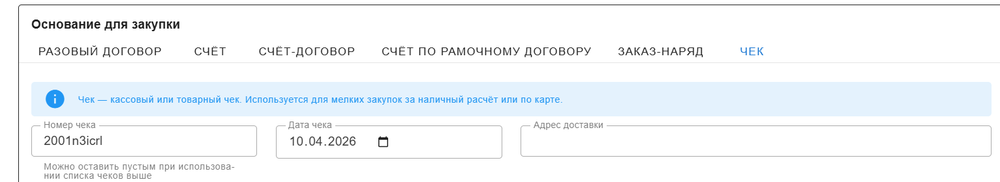 Основание для закупки
РАЗОВЫЙ ДОГОВОР СЧЁТ СЧЁТ-ДОГОВОР СЧЁТ ПО РАМОЧНОМУ ДОГОВОРУ ЗАКАЗ-НАРЯД ЧЕК
Чек — кассовый или товарный чек. Используется для мелких закупок за наличный расчёт или по карте.
Номер чека Дата чека Адрес доставки
2001n3icrl 10.04.2026
Можно оставить пустым при использова-
нии списка чеков выше